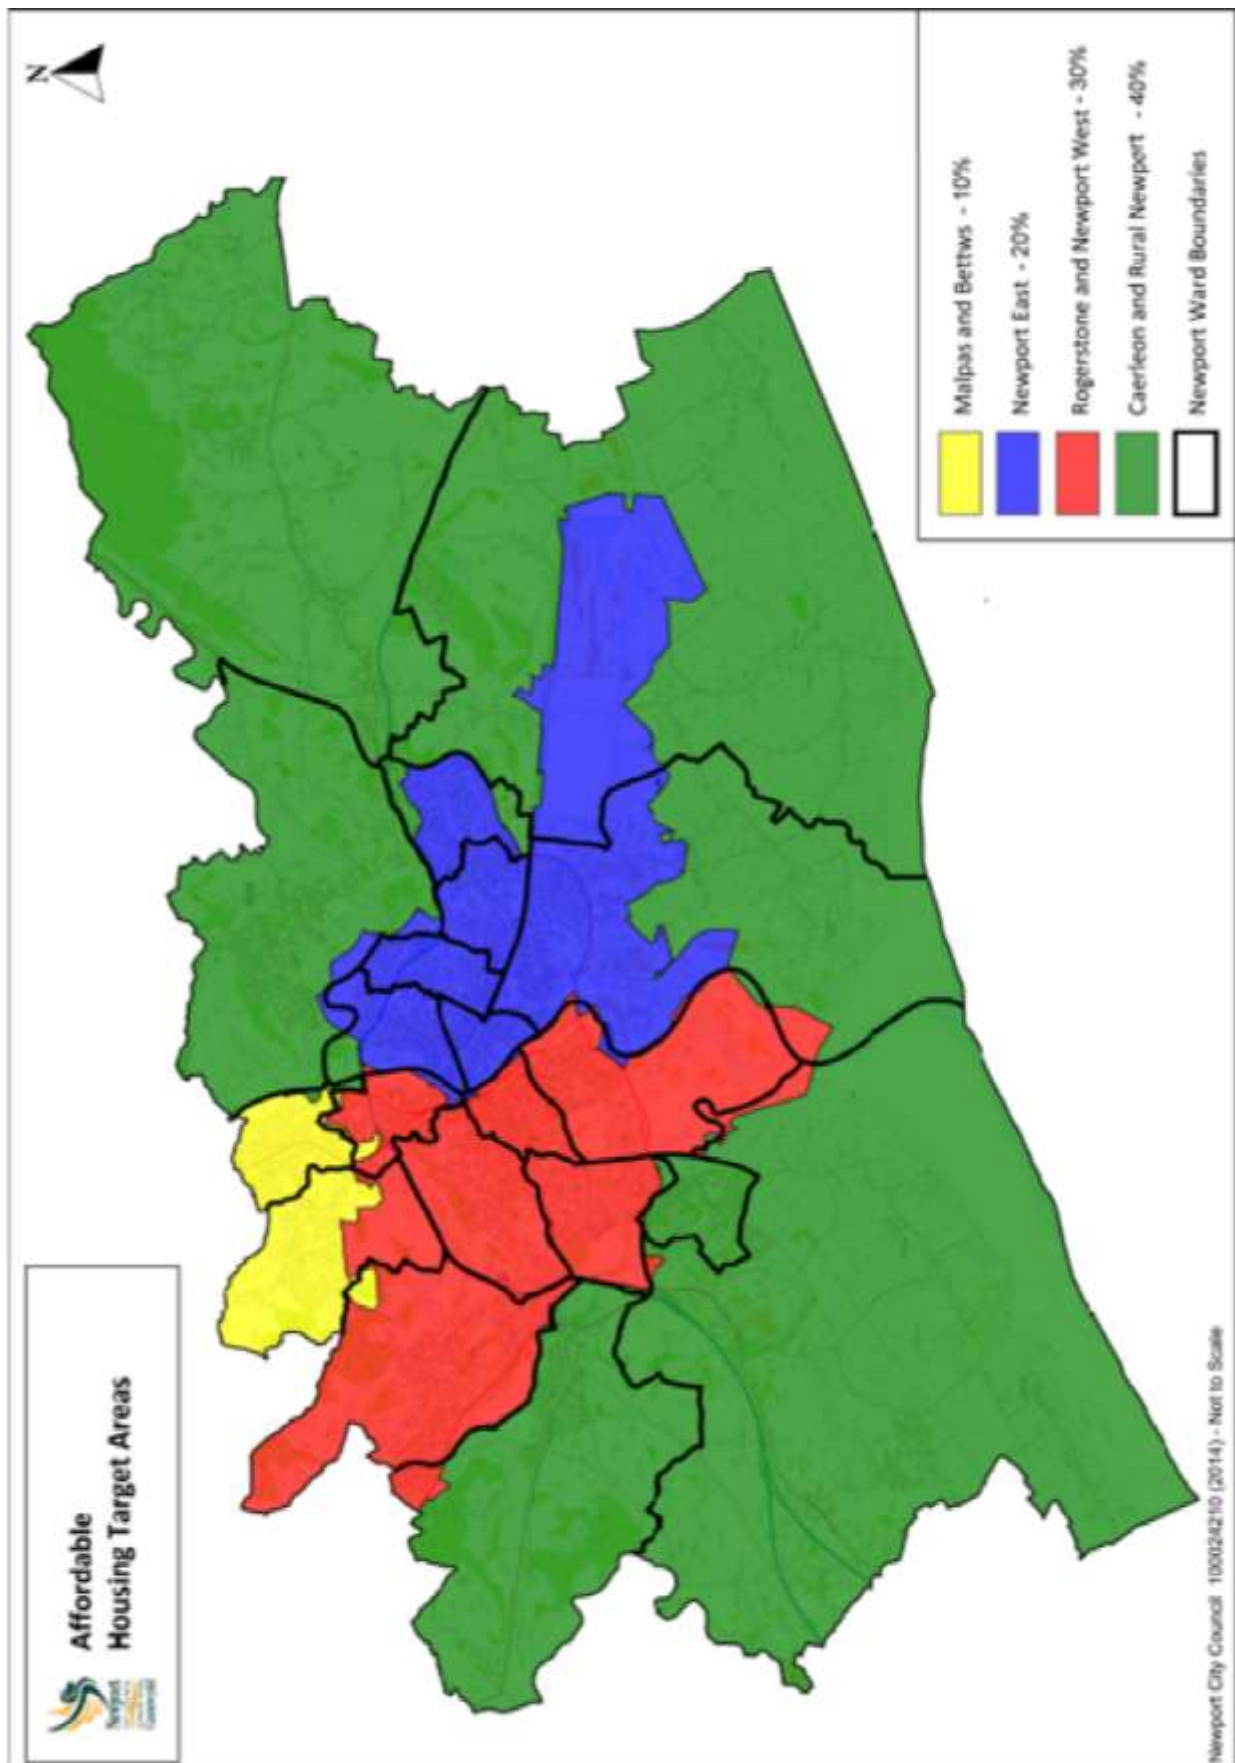 Affordable
Housing Target Areas
Newport
N
Malpas and Bettws - 10%
Newport East - 20%
Rogerstone and Newport West - 30%
Caerleon and Rural Newport - 40%
Newport Ward Boundaries
Newport City Council 100024210 (2014) - Not to Scale